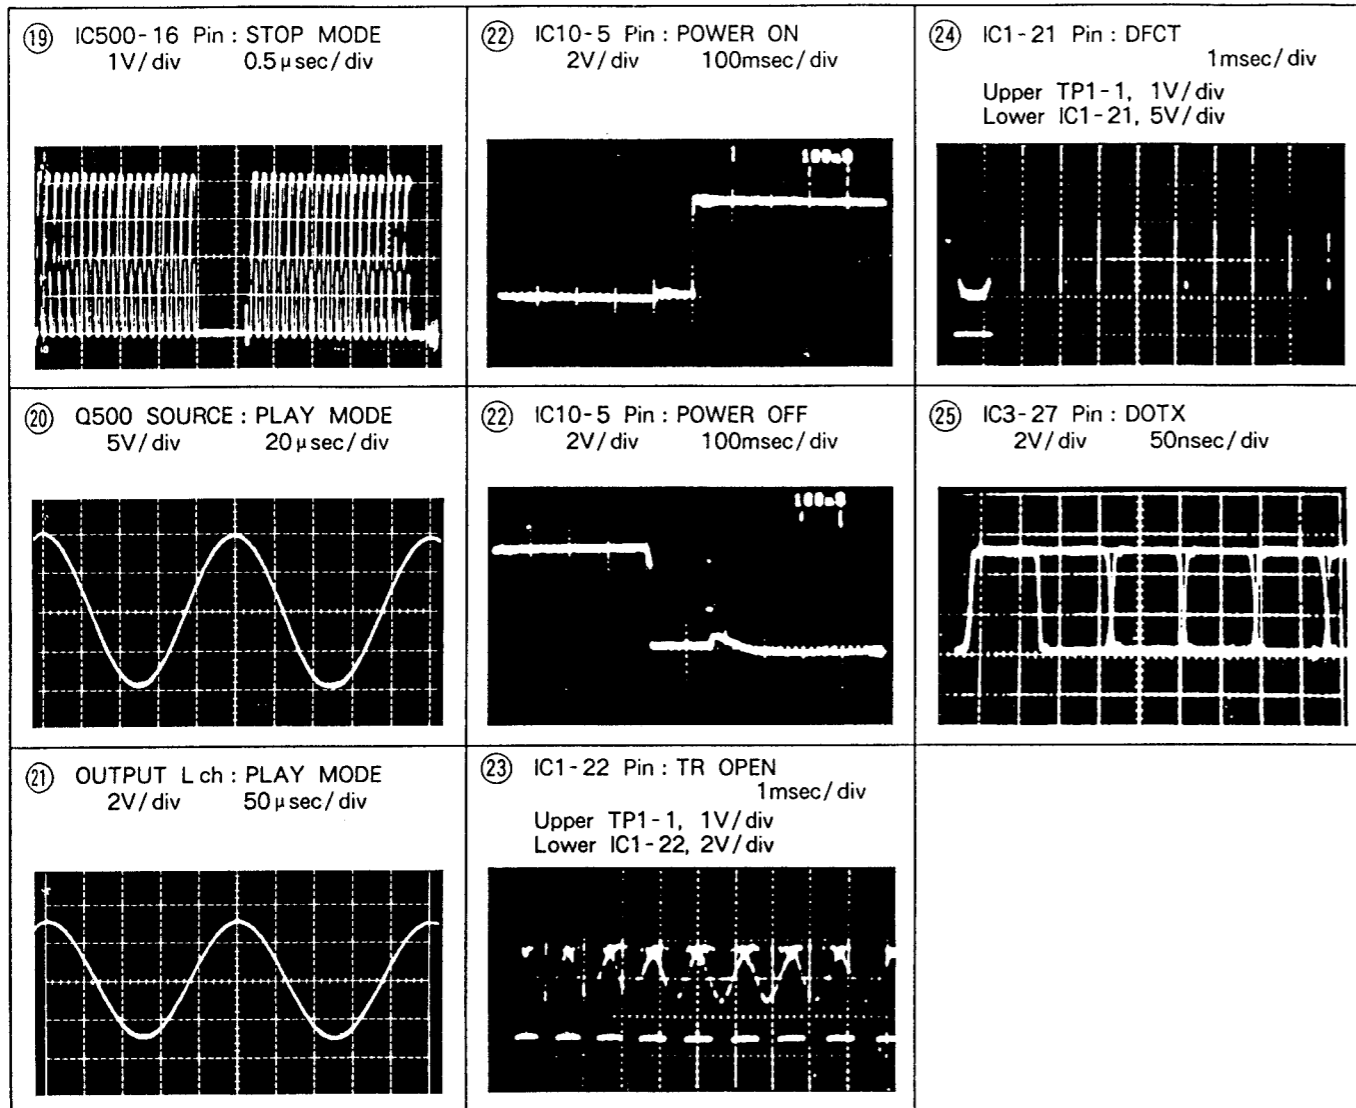 ⑲ IC500-16 Pin : STOP MODE
1V/div 0.5μsec/div
⑳ Q500 SOURCE : PLAY MODE
5V/div 20μsec/div
㉑ OUTPUT L ch : PLAY MODE
2V/div 50μsec/div
㉒ IC10-5 Pin : POWER ON
2V/div 100msec/div
㉒ IC10-5 Pin : POWER OFF
2V/div 100msec/div
㉓ IC1-22 Pin : TR OPEN
1msec/div
Upper TP1-1, 1V/div
Lower IC1-22, 2V/div
㉔ IC1-21 Pin : DFCT
1msec/div
Upper TP1-1, 1V/div
Lower IC1-21, 5V/div
㉕ IC3-27 Pin : DOTX
2V/div 50nsec/div